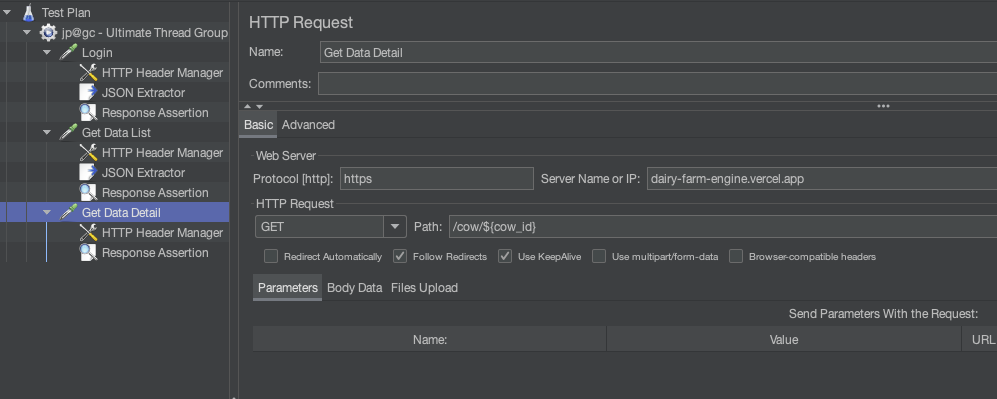 Test Plan
jp@gc - Ultimate Thread Group
Login
HTTP Header Manager
JSON Extractor
Response Assertion
Get Data List
HTTP Header Manager
JSON Extractor
Response Assertion
Get Data Detail
HTTP Header Manager
Response Assertion
HTTP Request
Name: Get Data Detail
Comments:
Basic Advanced
Web Server
Protocol [http]: https Server Name or IP: dairy-farm-engine.vercel.app
HTTP Request
GET Path: /cow/${cow_id}
Redirect Automatically Follow Redirects Use KeepAlive Use multipart/form-data Browser-compatible headers
Parameters Body Data Files Upload
Send Parameters With the Request:
Name: Value URL